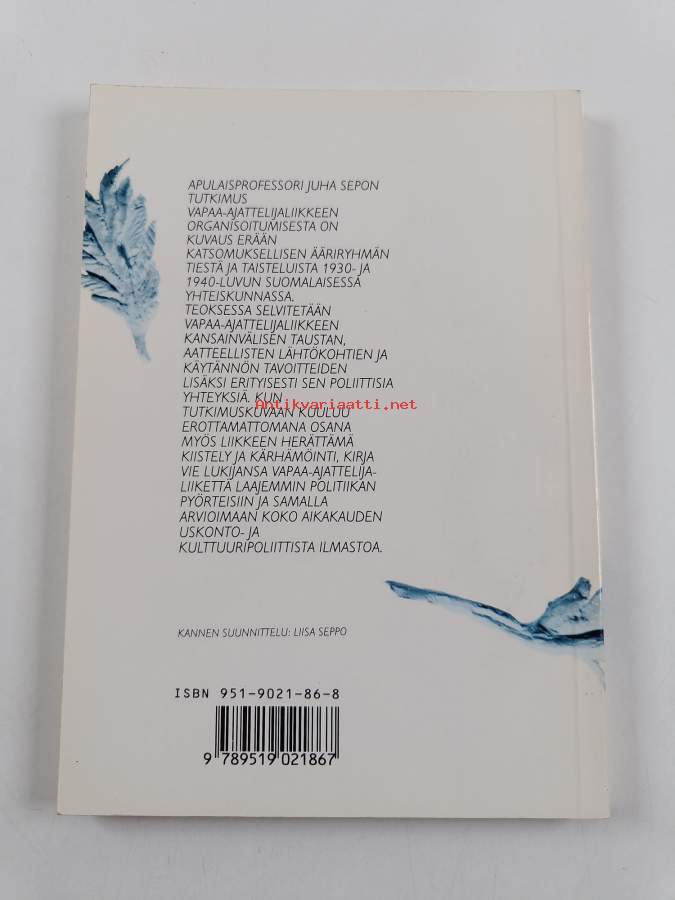 APULAISPROFESSORI JUHA SEPON
TUTKIMUS
VAPAA-AJATTELIJALIIKKEEN
ORGANISOITUMISESTA ON
KUVAUS ERÄÄN
KATSOMUKSELLISEN ÄÄRIRYHMÄN
TIESTÄ JA TAISTELUISTA 1930- JA
1940-LUVUN SUOMALAISESSA
YHTEISKUNNASSA.
TEOKSESSA SELVITETÄÄN
VAPAA-AJATTELIJALIIKKEEN
KANSAINVÄLISEN TAUSTAN,
AATTEELLISTEN LÄHTÖKOHTIEN JA
KÄYTÄNNÖN TAVOITTEIDEN
LISÄKSI ERITYISESTI SEN POLIITTISIA
YHTEYKSIÄ. KUN
Antikvariaatti.net
TUTKIMUSKUVAAN KUULUU
EROTTAMATTOMANA OSANA
MYÖS LIIKKEEN HERÄTTÄMÄ
KIISTELY JA KÄRHÄMÖINTI, KIRJA
VIE LUKIJANSA VAPAA-AJATTELIJA-
LIIKETTÄ LAAJEMMIN POLITIIKAN
PYÖRTEISIIN JA SAMALLA
ARVIOIMAAN KOKO AIKAKAUDEN
USKONTO- JA
KULTTUURIPOLIITTISTA ILMASTOA.
KANNEN SUUNNITTELU: LIISA SEPPO
ISBN 951-9021-86-8
9 789519 021867